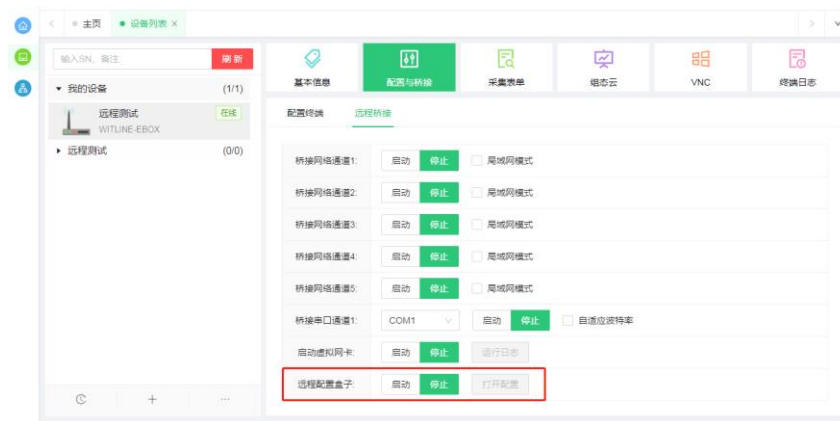 主页
设备列表 ×
输入SN, 备注
刷新
我的设备 (1/1)
远程测试 在线
WITLINE-EBOX
远程测试 (0/0)
基本信息
配置与桥接
采集表单
组态云
VNC
终端日志
配置终端 远程桥接
桥接网络通道1: 启动 停止 局域网模式
桥接网络通道2: 启动 停止 局域网模式
桥接网络通道3: 启动 停止 局域网模式
桥接网络通道4: 启动 停止 局域网模式
桥接网络通道5: 启动 停止 局域网模式
桥接串口通道1: COM1 启动 停止 自适应波特率
启动虚拟网卡: 启动 停止 运行日志
远程配置盒子: 启动 停止 打开配置